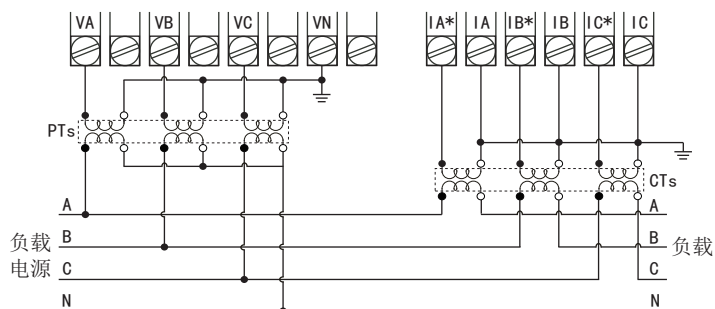 VA VB VC VN IA* IA IB* IB IC* IC
PTs
CTs
A A
负载 B B 负载
电源 C C
N N